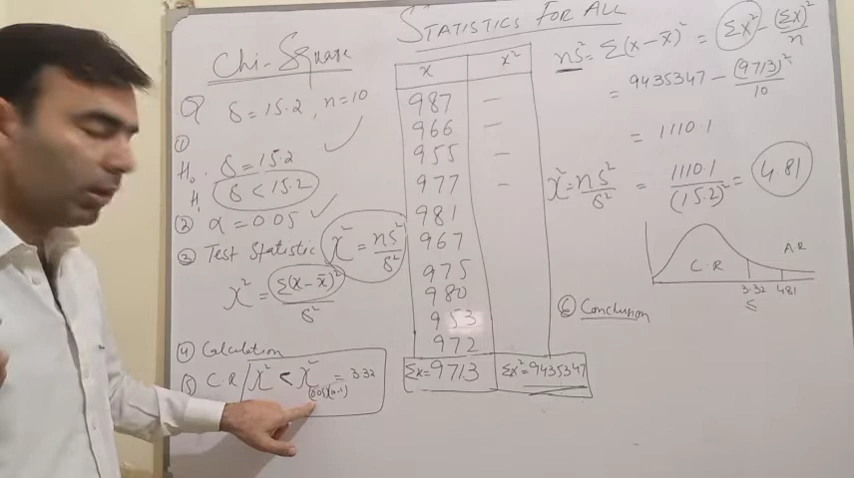 STATISTICS FOR ALL
Chi-Square
Q δ = 15.2 , n = 10
①
H₀ . δ = 15.2
H₁ δ < 15.2
② α = 0.05
③ Test Statistic χ² = ns²/δ²
χ² = Σ(x-x̄)²/δ²
④ Calculation
⑤ C.R χ² < χ² (0.05)(n-1) = 3.32
x x²
987 —
966 —
955 —
977 —
981
967
975
980
953
972
Σx = 9713 Σx² = 9435347
ns² = Σ(x-x̄)² = Σx² - (Σx)²/n
= 9435347 - (9713)²/10
= 1110.1
χ² = ns²/δ² = 1110.1/(15.2)² = 4.81
C.R A.R
3.32 4.81
≤
⑥ Conclusion